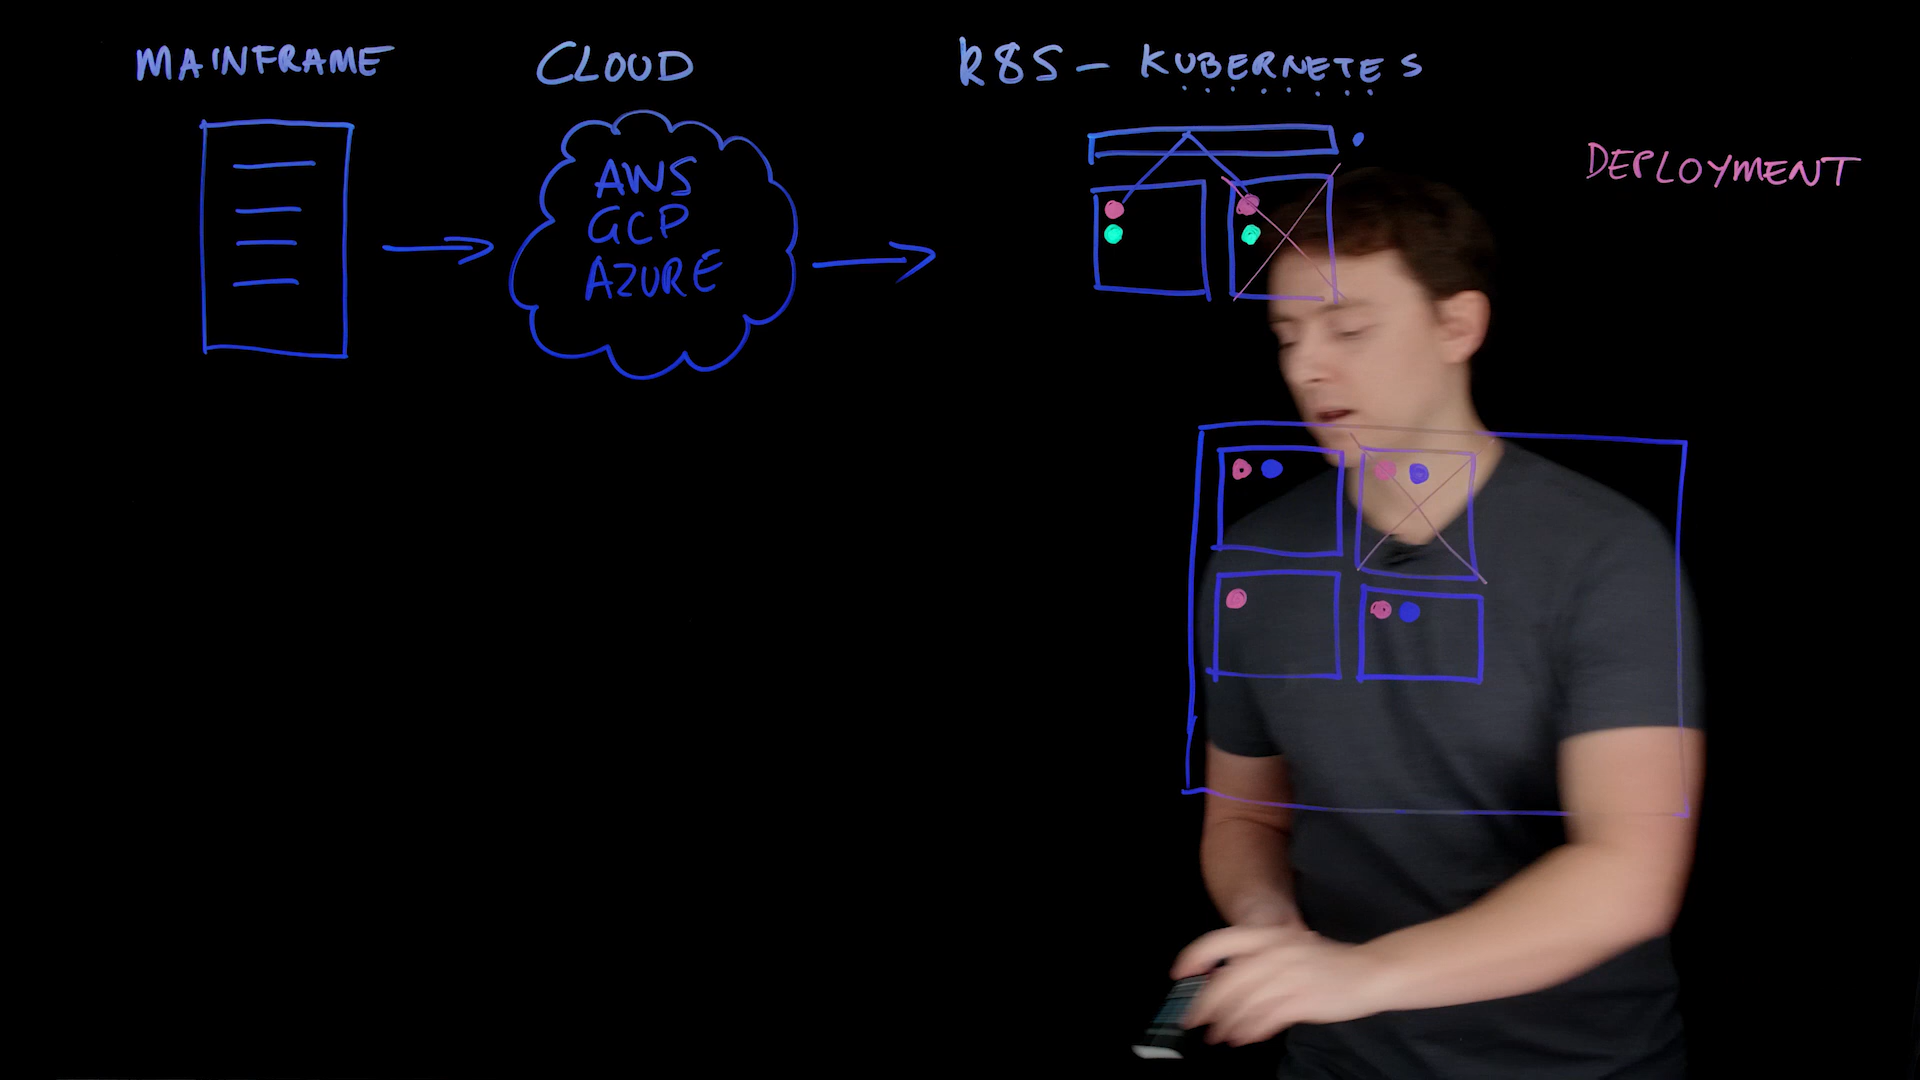 MAINFRAME
CLOUD
K8S - KUBERNETES
AWS
GCP
AZURE
DEPLOYMENT